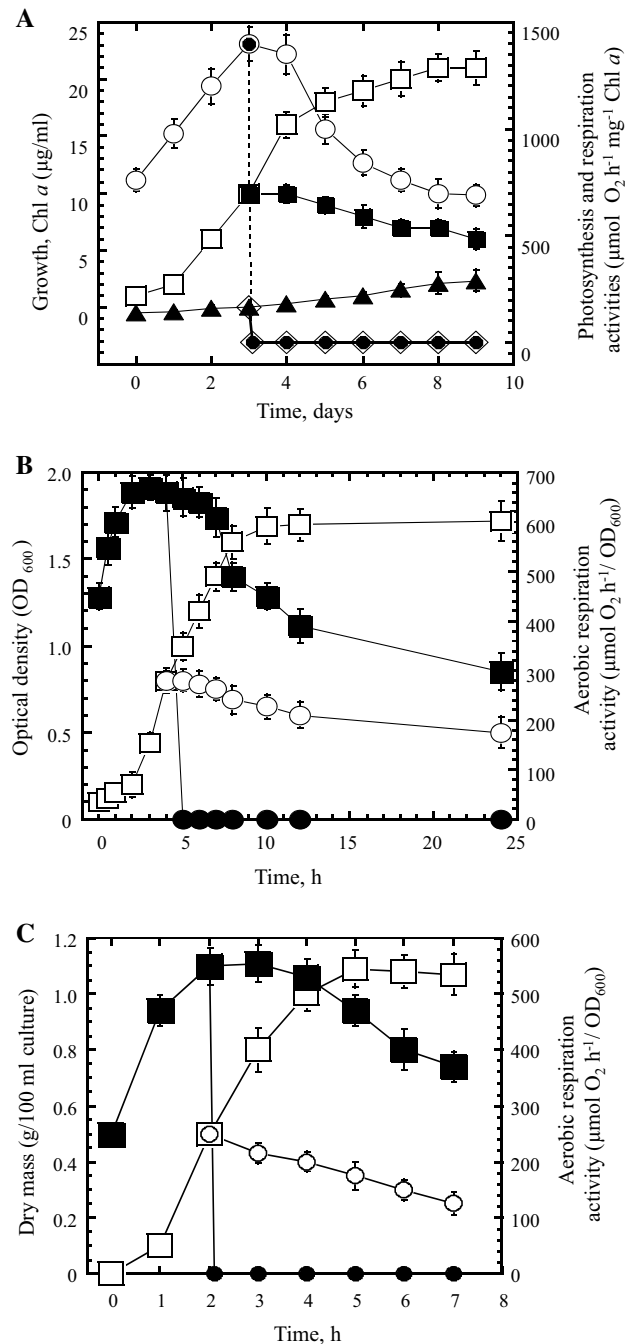 A
Growth, Chl a (µg/ml)
25
20
15
10
5
0
1500
1000
500
0
Photosynthesis and respiration
activities (µmol O₂ h⁻¹ mg⁻¹ Chl a)
0 2 4 6 8 10
Time, days
B
Optical density (OD ₆₀₀)
2.0
1.5
1.0
0.5
0
700
600
500
400
300
200
100
0
Aerobic respiration
activity (µmol O₂ h⁻¹/ OD₆₀₀)
0 5 10 15 20 25
Time, h
C
Dry mass (g/100 ml culture)
1.2
1.0
0.8
0.6
0.4
0.2
0
600
500
400
300
200
100
0
Aerobic respiration
activity (µmol O₂ h⁻¹/ OD₆₀₀)
0 1 2 3 4 5 6 7 8
Time, h